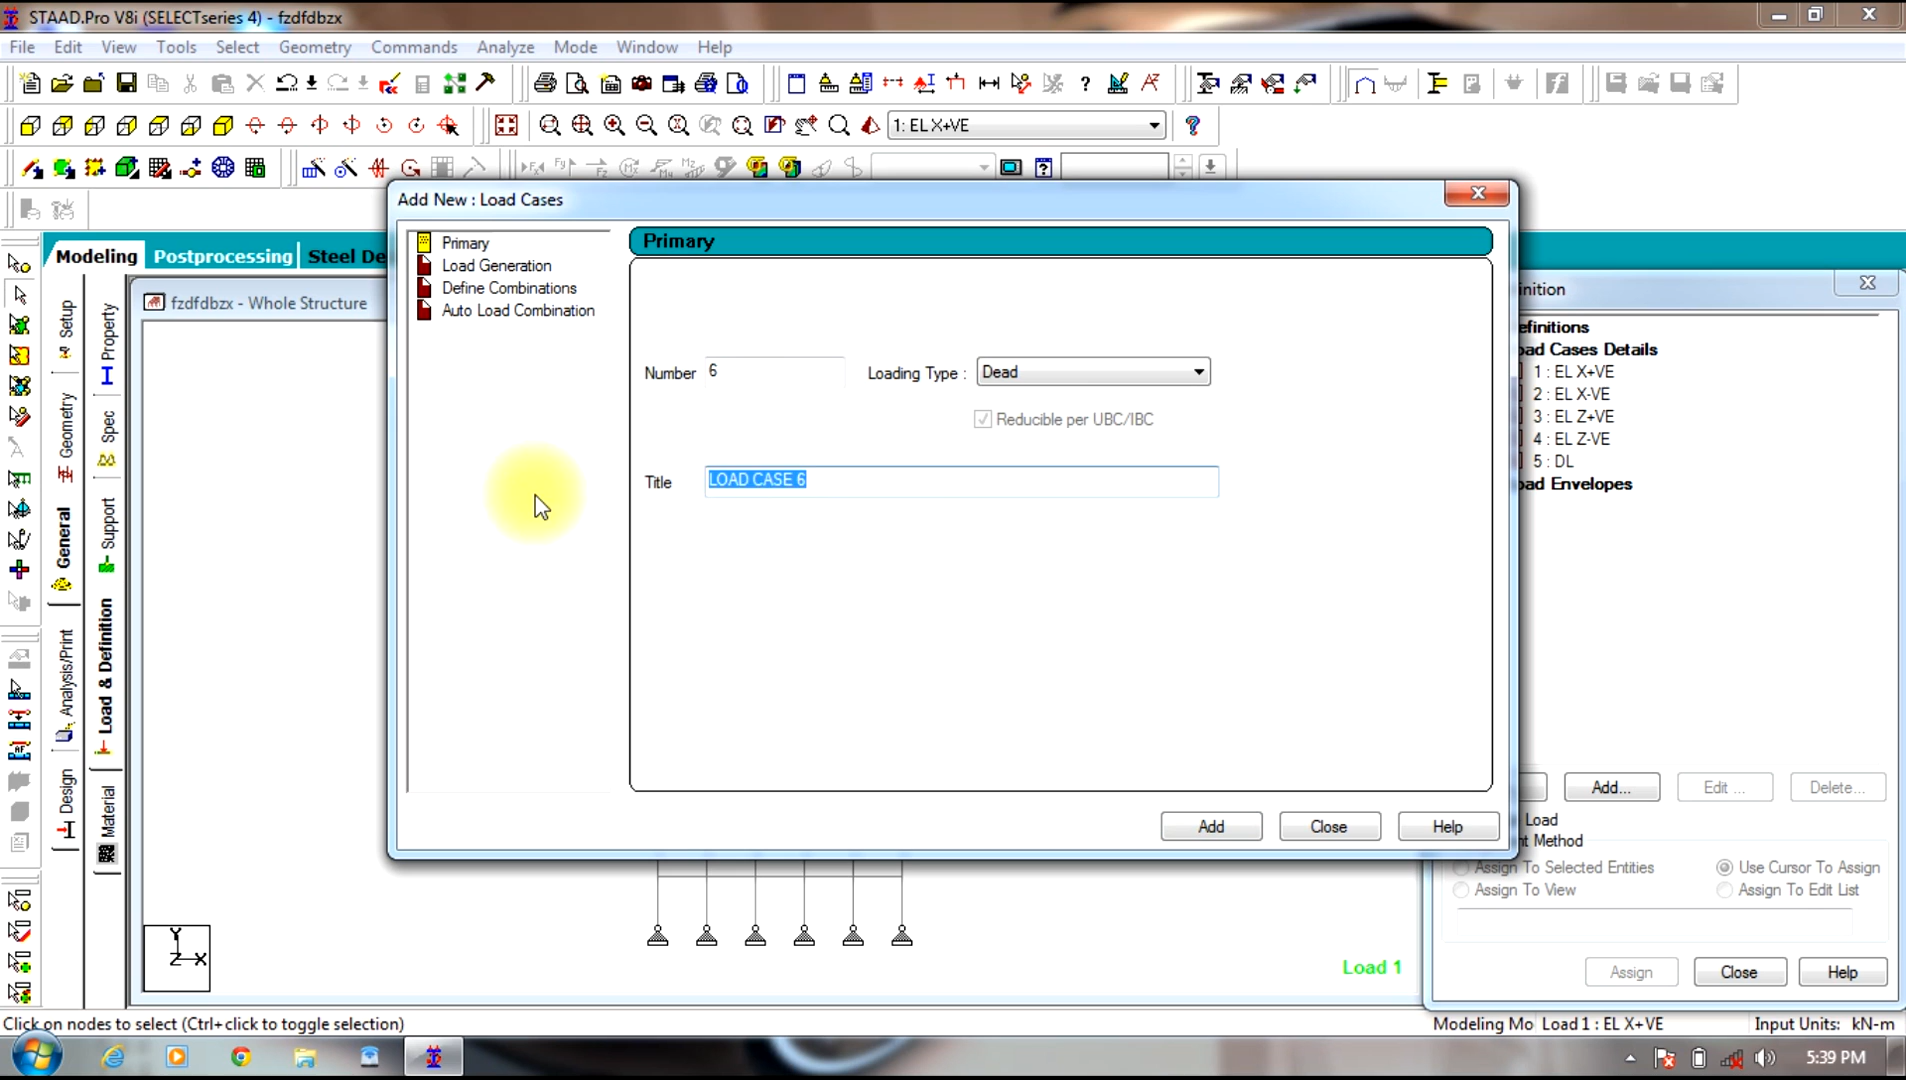 STAAD.Pro V8i (SELECTseries 4) - fzdfdbzx
File Edit View Tools Select Geometry Commands Analyze Mode Window Help
1: EL X+VE
Add New : Load Cases
Modeling Postprocessing Steel De
fzdfdbzx - Whole Structure
Setup
Geometry
General
Analysis/Print
Design
Property
Spec
Support
Load & Definition
Material
Primary
Load Generation
Define Combinations
Auto Load Combination
Primary
Number 6 Loading Type : Dead
Reducible per UBC/IBC
Title LOAD CASE 6
Add Close Help
inition
efinitions
oad Cases Details
1 : EL X+VE
2 : EL X-VE
3 : EL Z+VE
4 : EL Z-VE
5 : DL
oad Envelopes
Add... Edit ... Delete...
Load
nt Method
Assign To Selected Entities Use Cursor To Assign
Assign To View Assign To Edit List
Assign Close Help
Y
Z X
Load 1
Click on nodes to select (Ctrl+click to toggle selection)
Modeling Mo Load 1 : EL X+VE Input Units: kN-m
5:39 PM